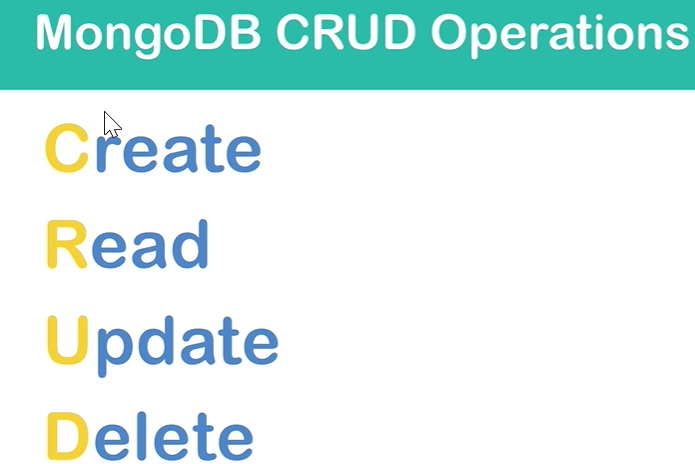 MongoDB CRUD Operations
Create
Read
Update
Delete